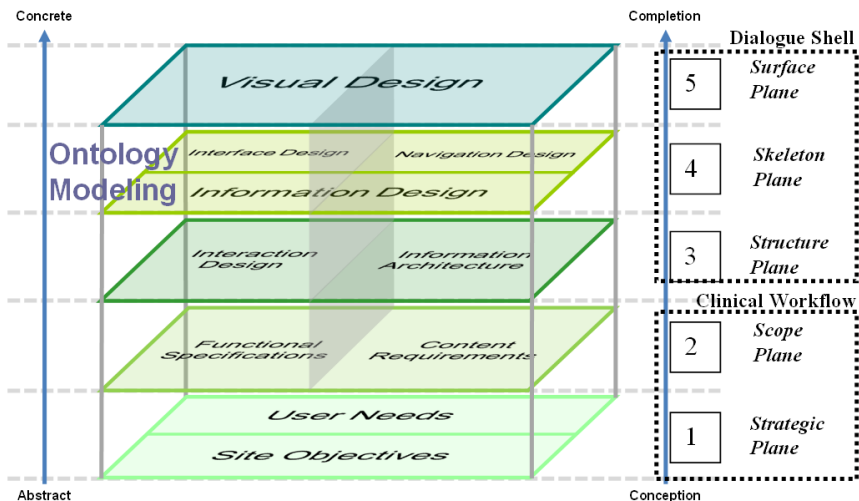 Concrete
Completion
Dialogue Shell
Visual Design
5
Surface
Plane
Ontology
Modeling
Interface Design
Navigation Design
Information Design
4
Skeleton
Plane
Interaction
Design
Information
Architecture
3
Structure
Plane
Clinical Workflow
Functional
Specifications
Content
Requirements
2
Scope
Plane
User Needs
Site Objectives
1
Strategic
Plane
Abstract
Conception